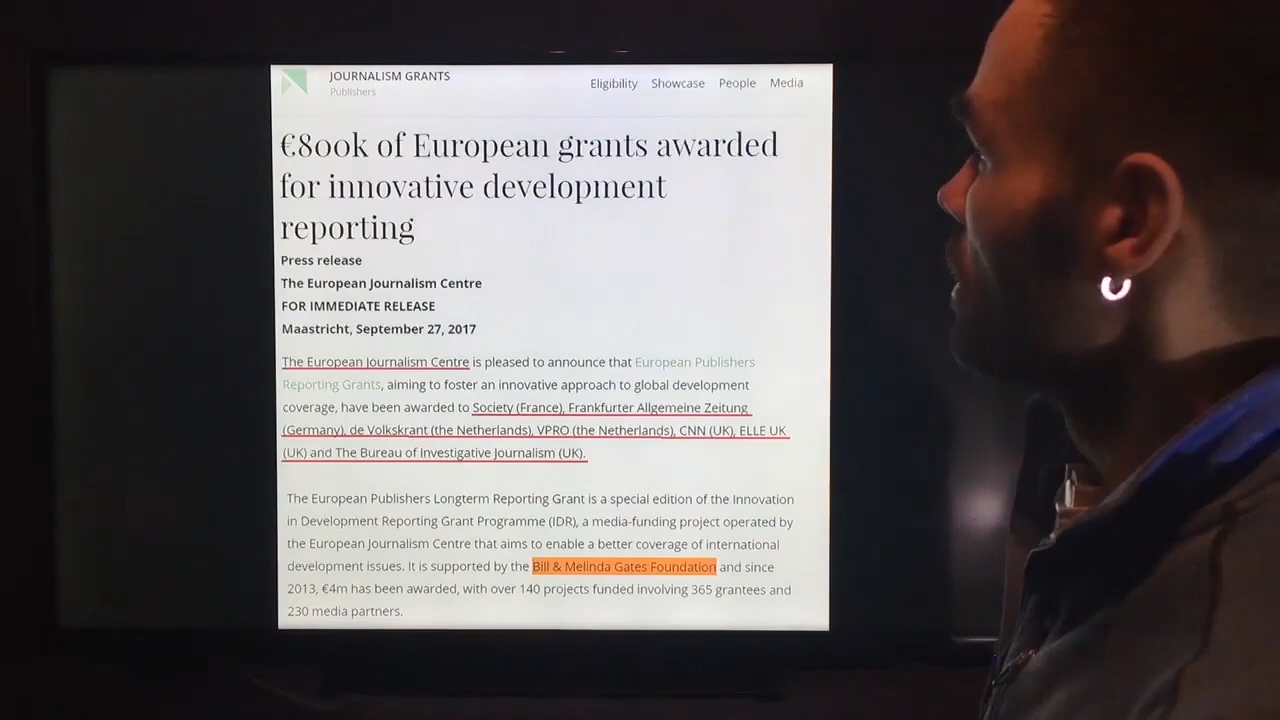 JOURNALISM GRANTS
Publishers
Eligibility Showcase People Media
€800k of European grants awarded
for innovative development
reporting
Press release
The European Journalism Centre
FOR IMMEDIATE RELEASE
Maastricht, September 27, 2017
The European Journalism Centre is pleased to announce that European Publishers
Reporting Grants, aiming to foster an innovative approach to global development
coverage, have been awarded to Society (France), Frankfurter Allgemeine Zeitung
(Germany), de Volkskrant (the Netherlands), VPRO (the Netherlands), CNN (UK), ELLE UK
(UK) and The Bureau of Investigative Journalism (UK).
The European Publishers Longterm Reporting Grant is a special edition of the Innovation
in Development Reporting Grant Programme (IDR), a media-funding project operated by
the European Journalism Centre that aims to enable a better coverage of international
development issues. It is supported by the Bill & Melinda Gates Foundation and since
2013, €4m has been awarded, with over 140 projects funded involving 365 grantees and
230 media partners.